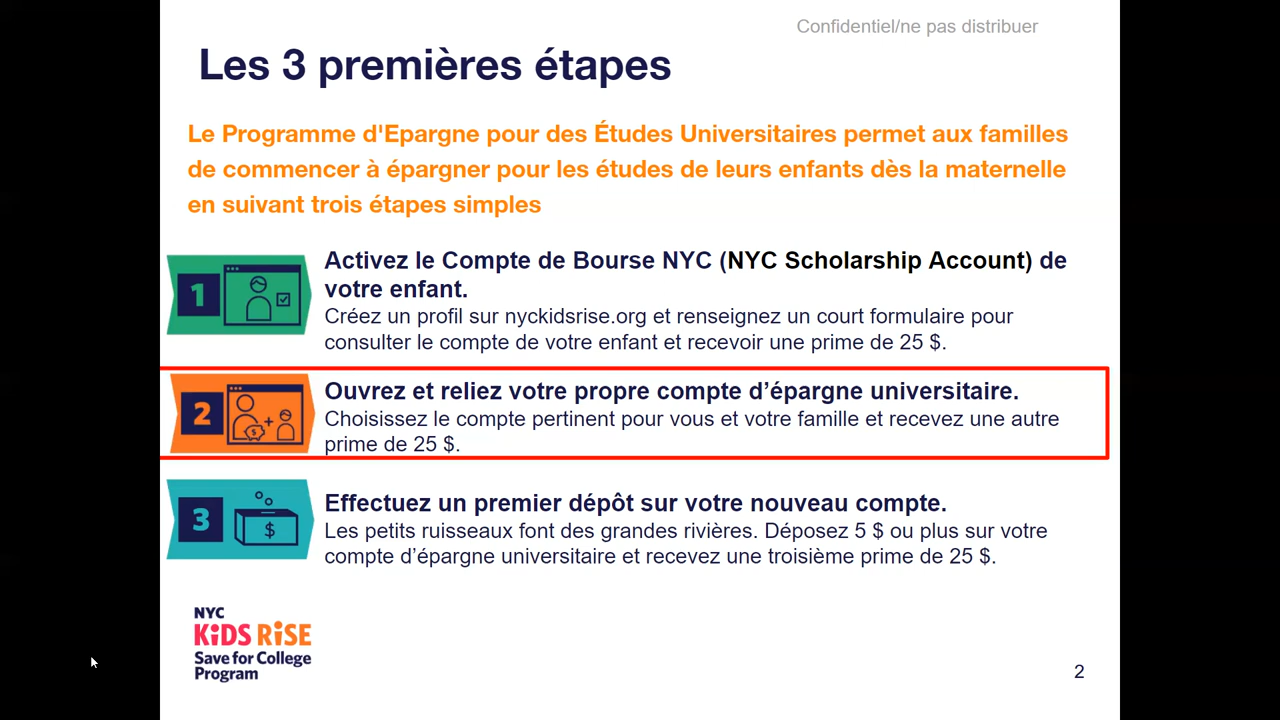 Confidentiel/ne pas distribuer
Les 3 premières étapes
Le Programme d'Epargne pour des Études Universitaires permet aux familles
de commencer à épargner pour les études de leurs enfants dès la maternelle
en suivant trois étapes simples
1
Activez le Compte de Bourse NYC (NYC Scholarship Account) de
votre enfant.
Créez un profil sur nyckidsrise.org et renseignez un court formulaire pour
consulter le compte de votre enfant et recevoir une prime de 25 $.
2
Ouvrez et reliez votre propre compte d’épargne universitaire.
Choisissez le compte pertinent pour vous et votre famille et recevez une autre
prime de 25 $.
3
Effectuez un premier dépôt sur votre nouveau compte.
Les petits ruisseaux font des grandes rivières. Déposez 5 $ ou plus sur votre
compte d’épargne universitaire et recevez une troisième prime de 25 $.
NYC
KiDS RiSE
Save for College
Program
2